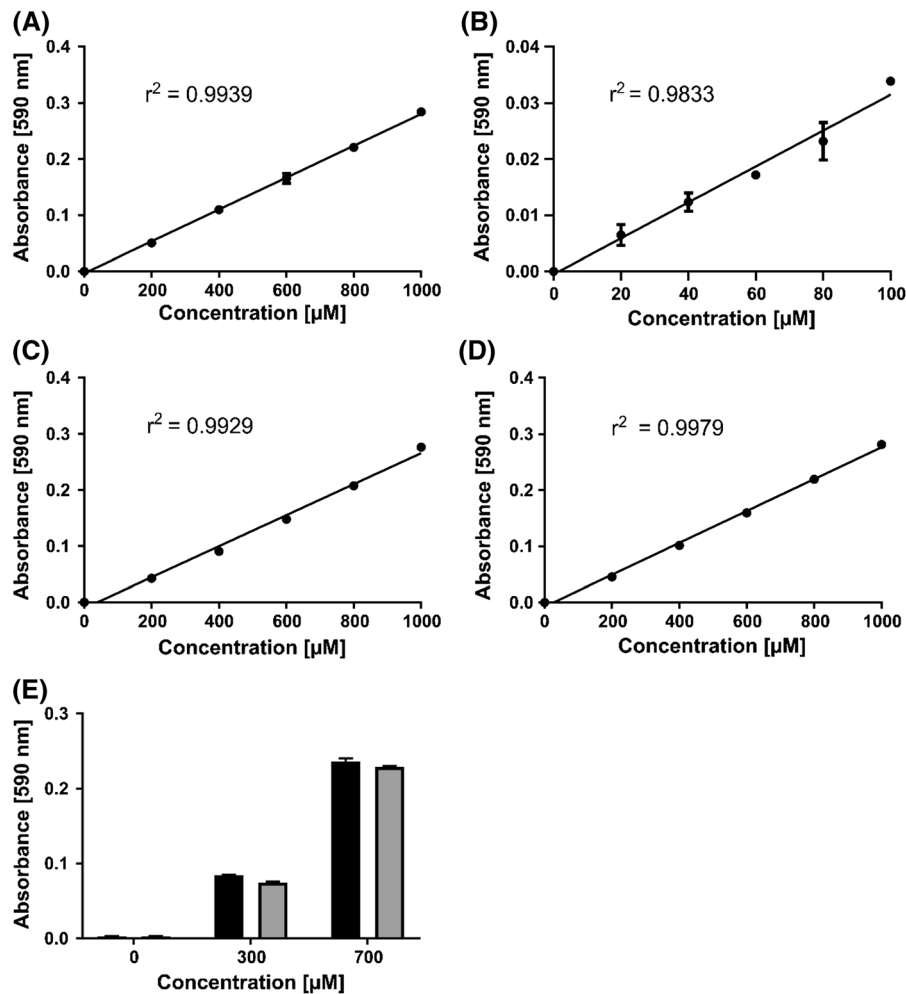 (A)
Absorbance [590 nm]
0.4
0.3
0.2
0.1
0.0
r² = 0.9939
0 200 400 600 800 1000
Concentration [µM]
(B)
Absorbance [590 nm]
0.04
0.03
0.02
0.01
0.00
r² = 0.9833
0 20 40 60 80 100
Concentration [µM]
(C)
Absorbance [590 nm]
0.4
0.3
0.2
0.1
0.0
r² = 0.9929
0 200 400 600 800 1000
Concentration [µM]
(D)
Absorbance [590 nm]
0.4
0.3
0.2
0.1
0.0
r² = 0.9979
0 200 400 600 800 1000
Concentration [µM]
(E)
Absorbance [590 nm]
0.3
0.2
0.1
0.0
0 300 700
Concentration [µM]